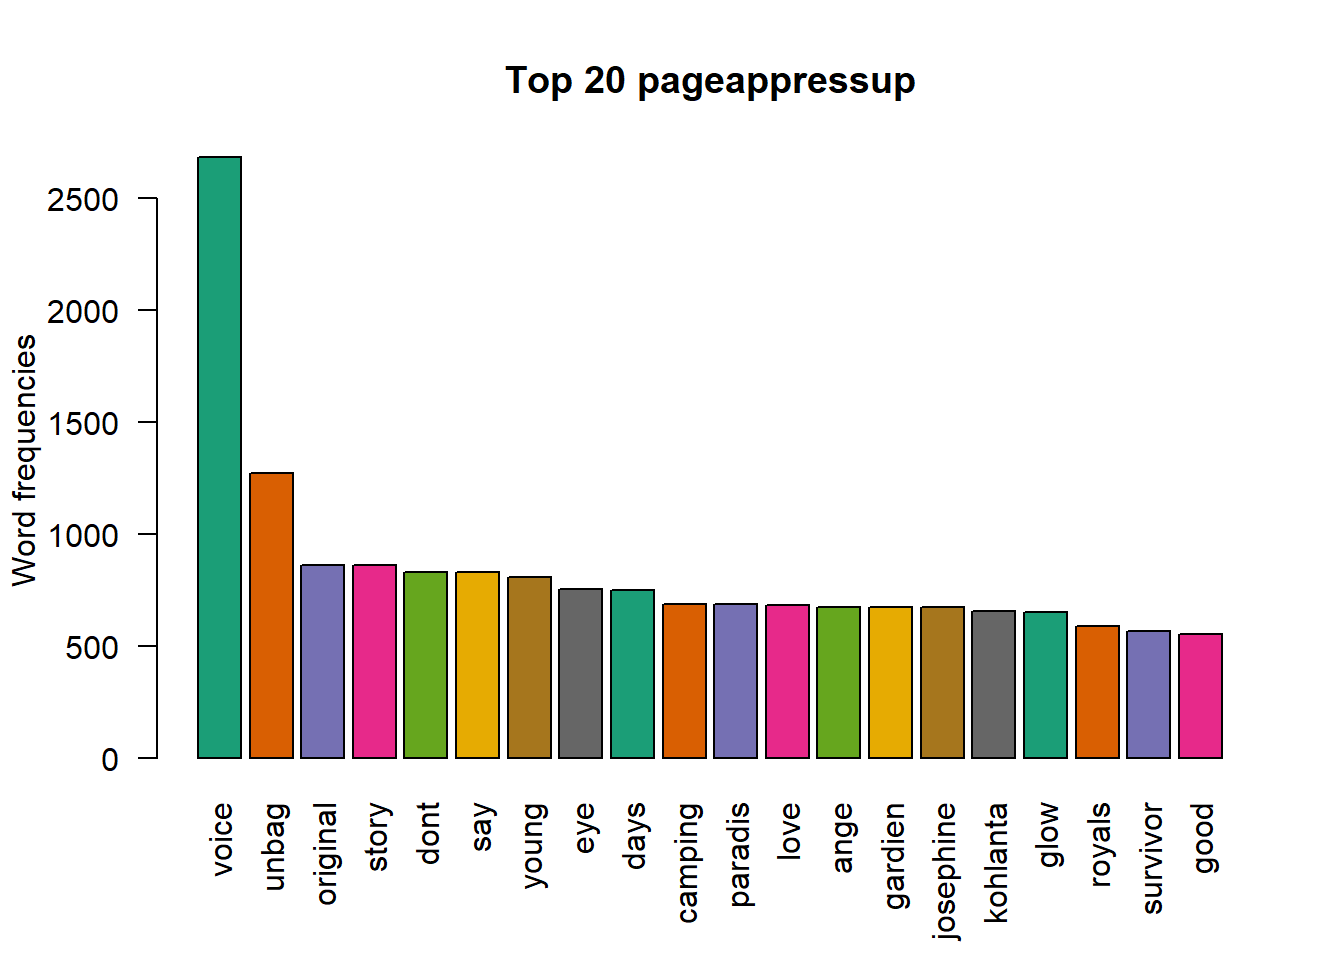 Top 20 pageappressup
Word frequencies
2500
2000
1500
1000
500
0
voice
unbag
original
story
dont
say
young
eye
days
camping
paradis
love
ange
gardien
josephine
kohlanta
glow
royals
survivor
good